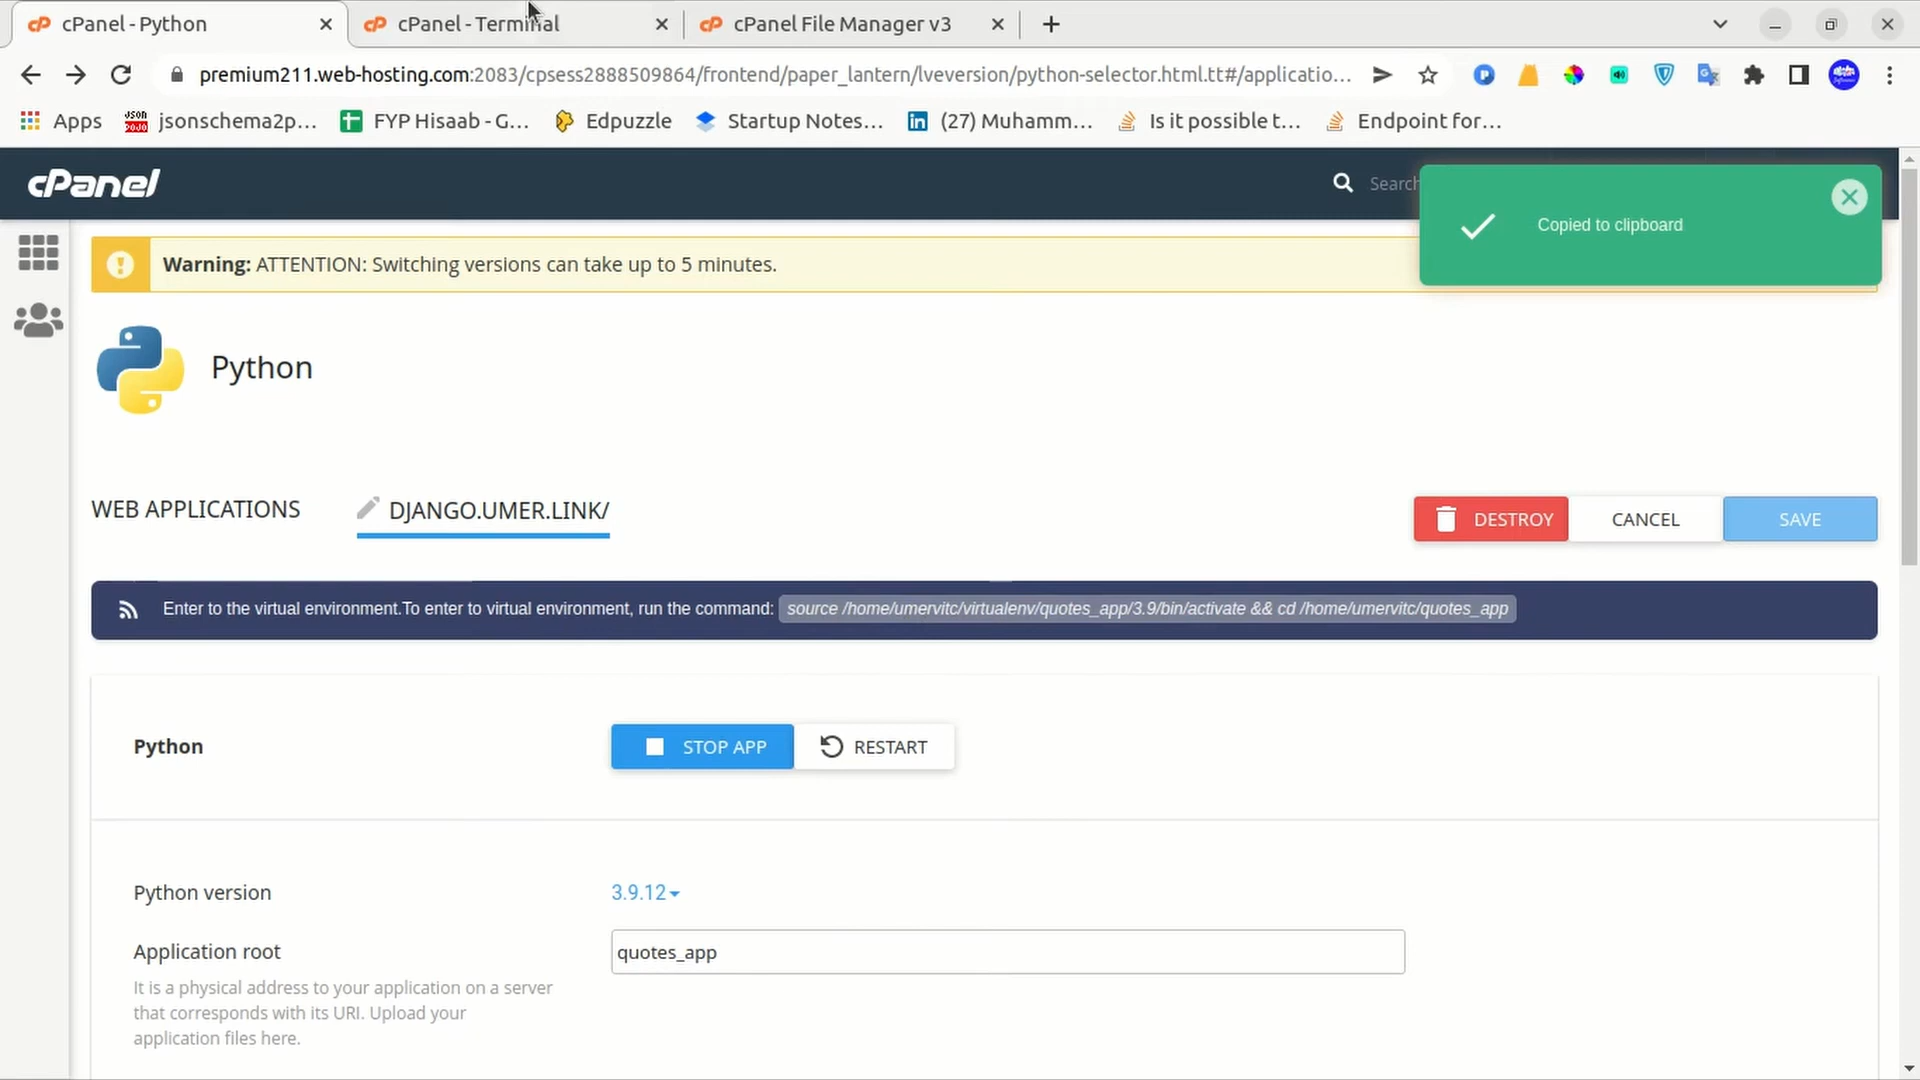 cPanel - Python
cPanel - Terminal
cPanel File Manager v3
premium211.web-hosting.com:2083/cpsess2888509864/frontend/paper_lantern/lveversion/python-selector.html.tt#/applicatio...
Apps
JSON
POJO
jsonschema2p...
FYP Hisaab - G...
Edpuzzle
Startup Notes...
(27) Muhamm...
Is it possible t...
Endpoint for...
cPanel
Search
Copied to clipboard
Warning: ATTENTION: Switching versions can take up to 5 minutes.
Python
WEB APPLICATIONS
DJANGO.UMER.LINK/
DESTROY
CANCEL
SAVE
Enter to the virtual environment.To enter to virtual environment, run the command: source /home/umervitc/virtualenv/quotes_app/3.9/bin/activate && cd /home/umervitc/quotes_app
Python
STOP APP
RESTART
Python version
3.9.12
Application root
quotes_app
It is a physical address to your application on a server
that corresponds with its URI. Upload your
application files here.